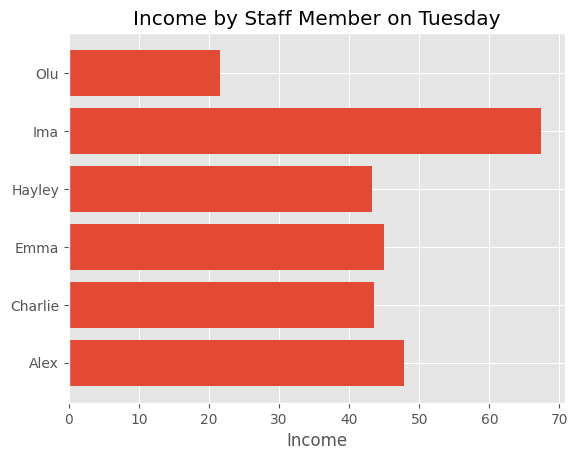 Income by Staff Member on Tuesday
Olu
Ima
Hayley
Emma
Charlie
Alex
0 10 20 30 40 50 60 70
Income